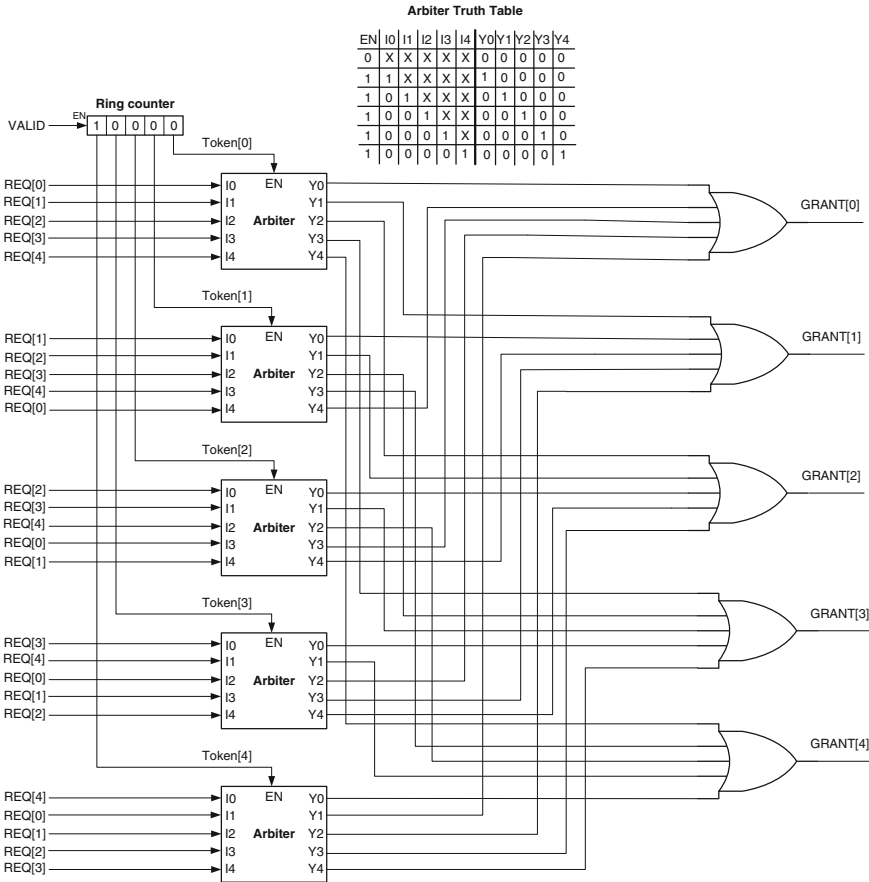 Arbiter Truth Table
EN I0 I1 I2 I3 I4 Y0 Y1 Y2 Y3 Y4
0 X X X X X 0 0 0 0 0
1 1 X X X X 1 0 0 0 0
1 0 1 X X X 0 1 0 0 0
1 0 0 1 X X 0 0 1 0 0
1 0 0 0 1 X 0 0 0 1 0
1 0 0 0 0 1 0 0 0 0 1
Ring counter
VALID EN 1 0 0 0 0
Token[0]
REQ[0] I0 EN Y0
REQ[1] I1 Y1
REQ[2] I2 Arbiter Y2
REQ[3] I3 Y3
REQ[4] I4 Y4
GRANT[0]
Token[1]
REQ[1] I0 EN Y0
REQ[2] I1 Y1
REQ[3] I2 Arbiter Y2
REQ[4] I3 Y3
REQ[0] I4 Y4
GRANT[1]
Token[2]
REQ[2] I0 EN Y0
REQ[3] I1 Y1
REQ[4] I2 Arbiter Y2
REQ[0] I3 Y3
REQ[1] I4 Y4
GRANT[2]
Token[3]
REQ[3] I0 EN Y0
REQ[4] I1 Y1
REQ[0] I2 Arbiter Y2
REQ[1] I3 Y3
REQ[2] I4 Y4
GRANT[3]
Token[4]
REQ[4] I0 EN Y0
REQ[0] I1 Y1
REQ[1] I2 Arbiter Y2
REQ[2] I3 Y3
REQ[3] I4 Y4
GRANT[4]